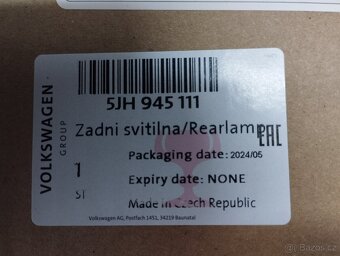 VOLKSWAGEN
GROUP
5JH 945 111
Zadni svitilna/Rearlamp
EAC
Packaging date: 2024/05
1
ST
Expiry date: NONE
Made in Czech Republic
Volkswagen AG, Postfach 1451, 34219 Baunatal
Bazos.cz